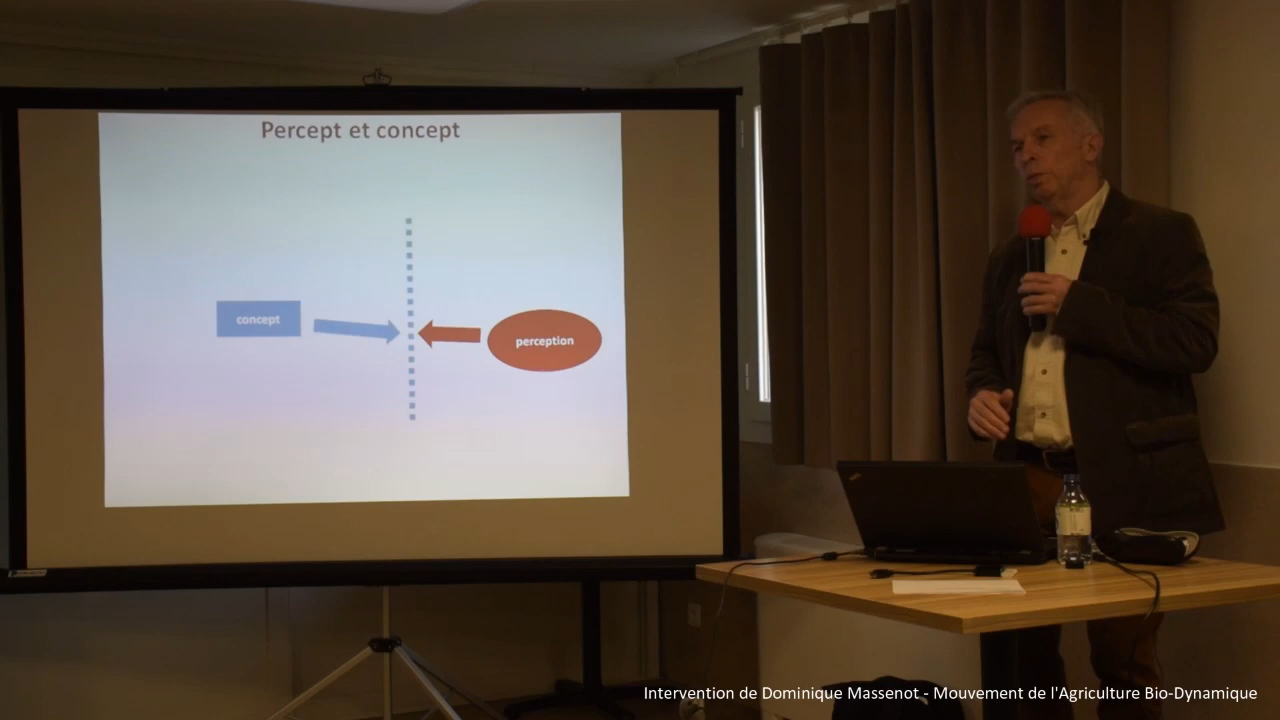 Percept et concept
concept
perception
Intervention de Dominique Massenot - Mouvement de l'Agriculture Bio-Dynamique